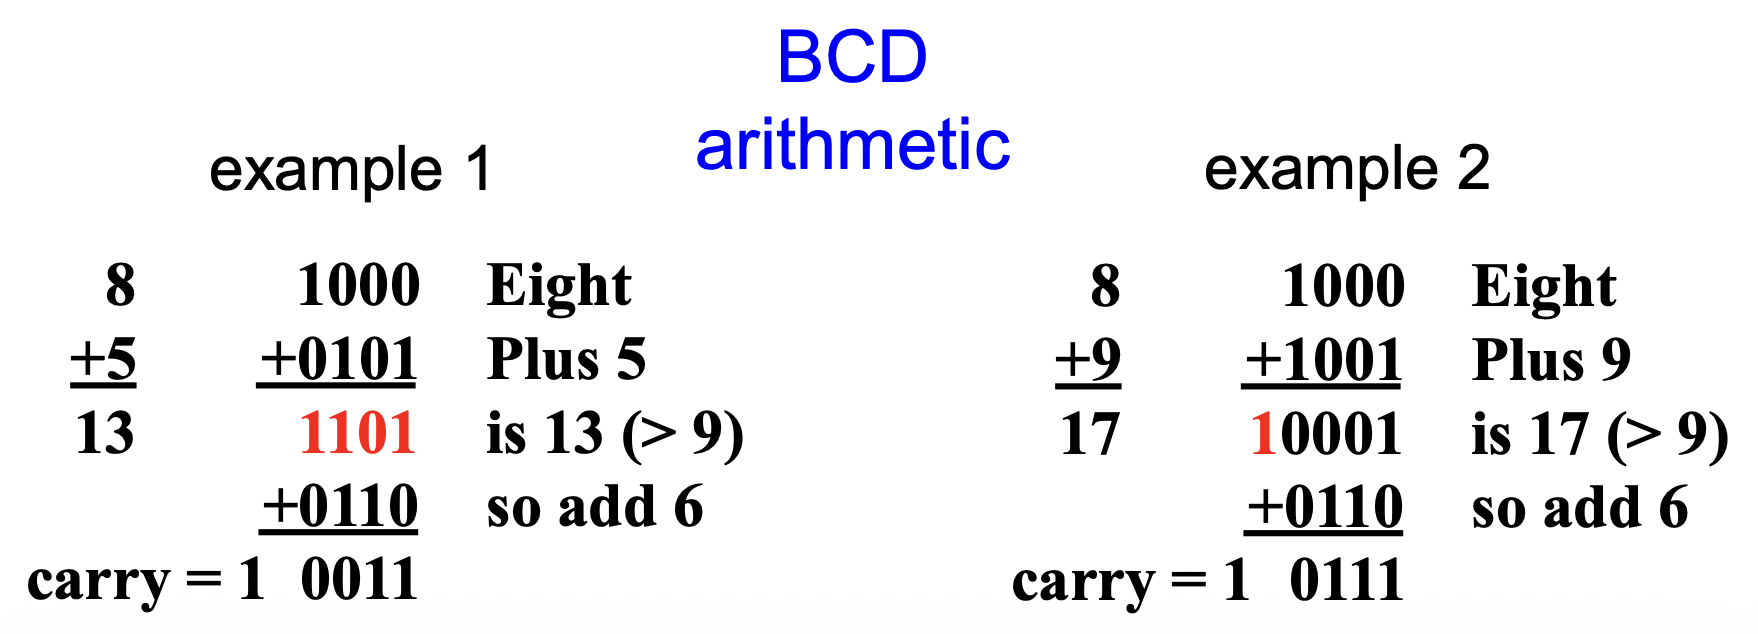 BCD
arithmetic
example 1
8 1000 Eight
+5 +0101 Plus 5
13 1101 is 13 (> 9)
+0110 so add 6
carry = 1 0011
example 2
8 1000 Eight
+9 +1001 Plus 9
17 10001 is 17 (> 9)
+0110 so add 6
carry = 1 0111